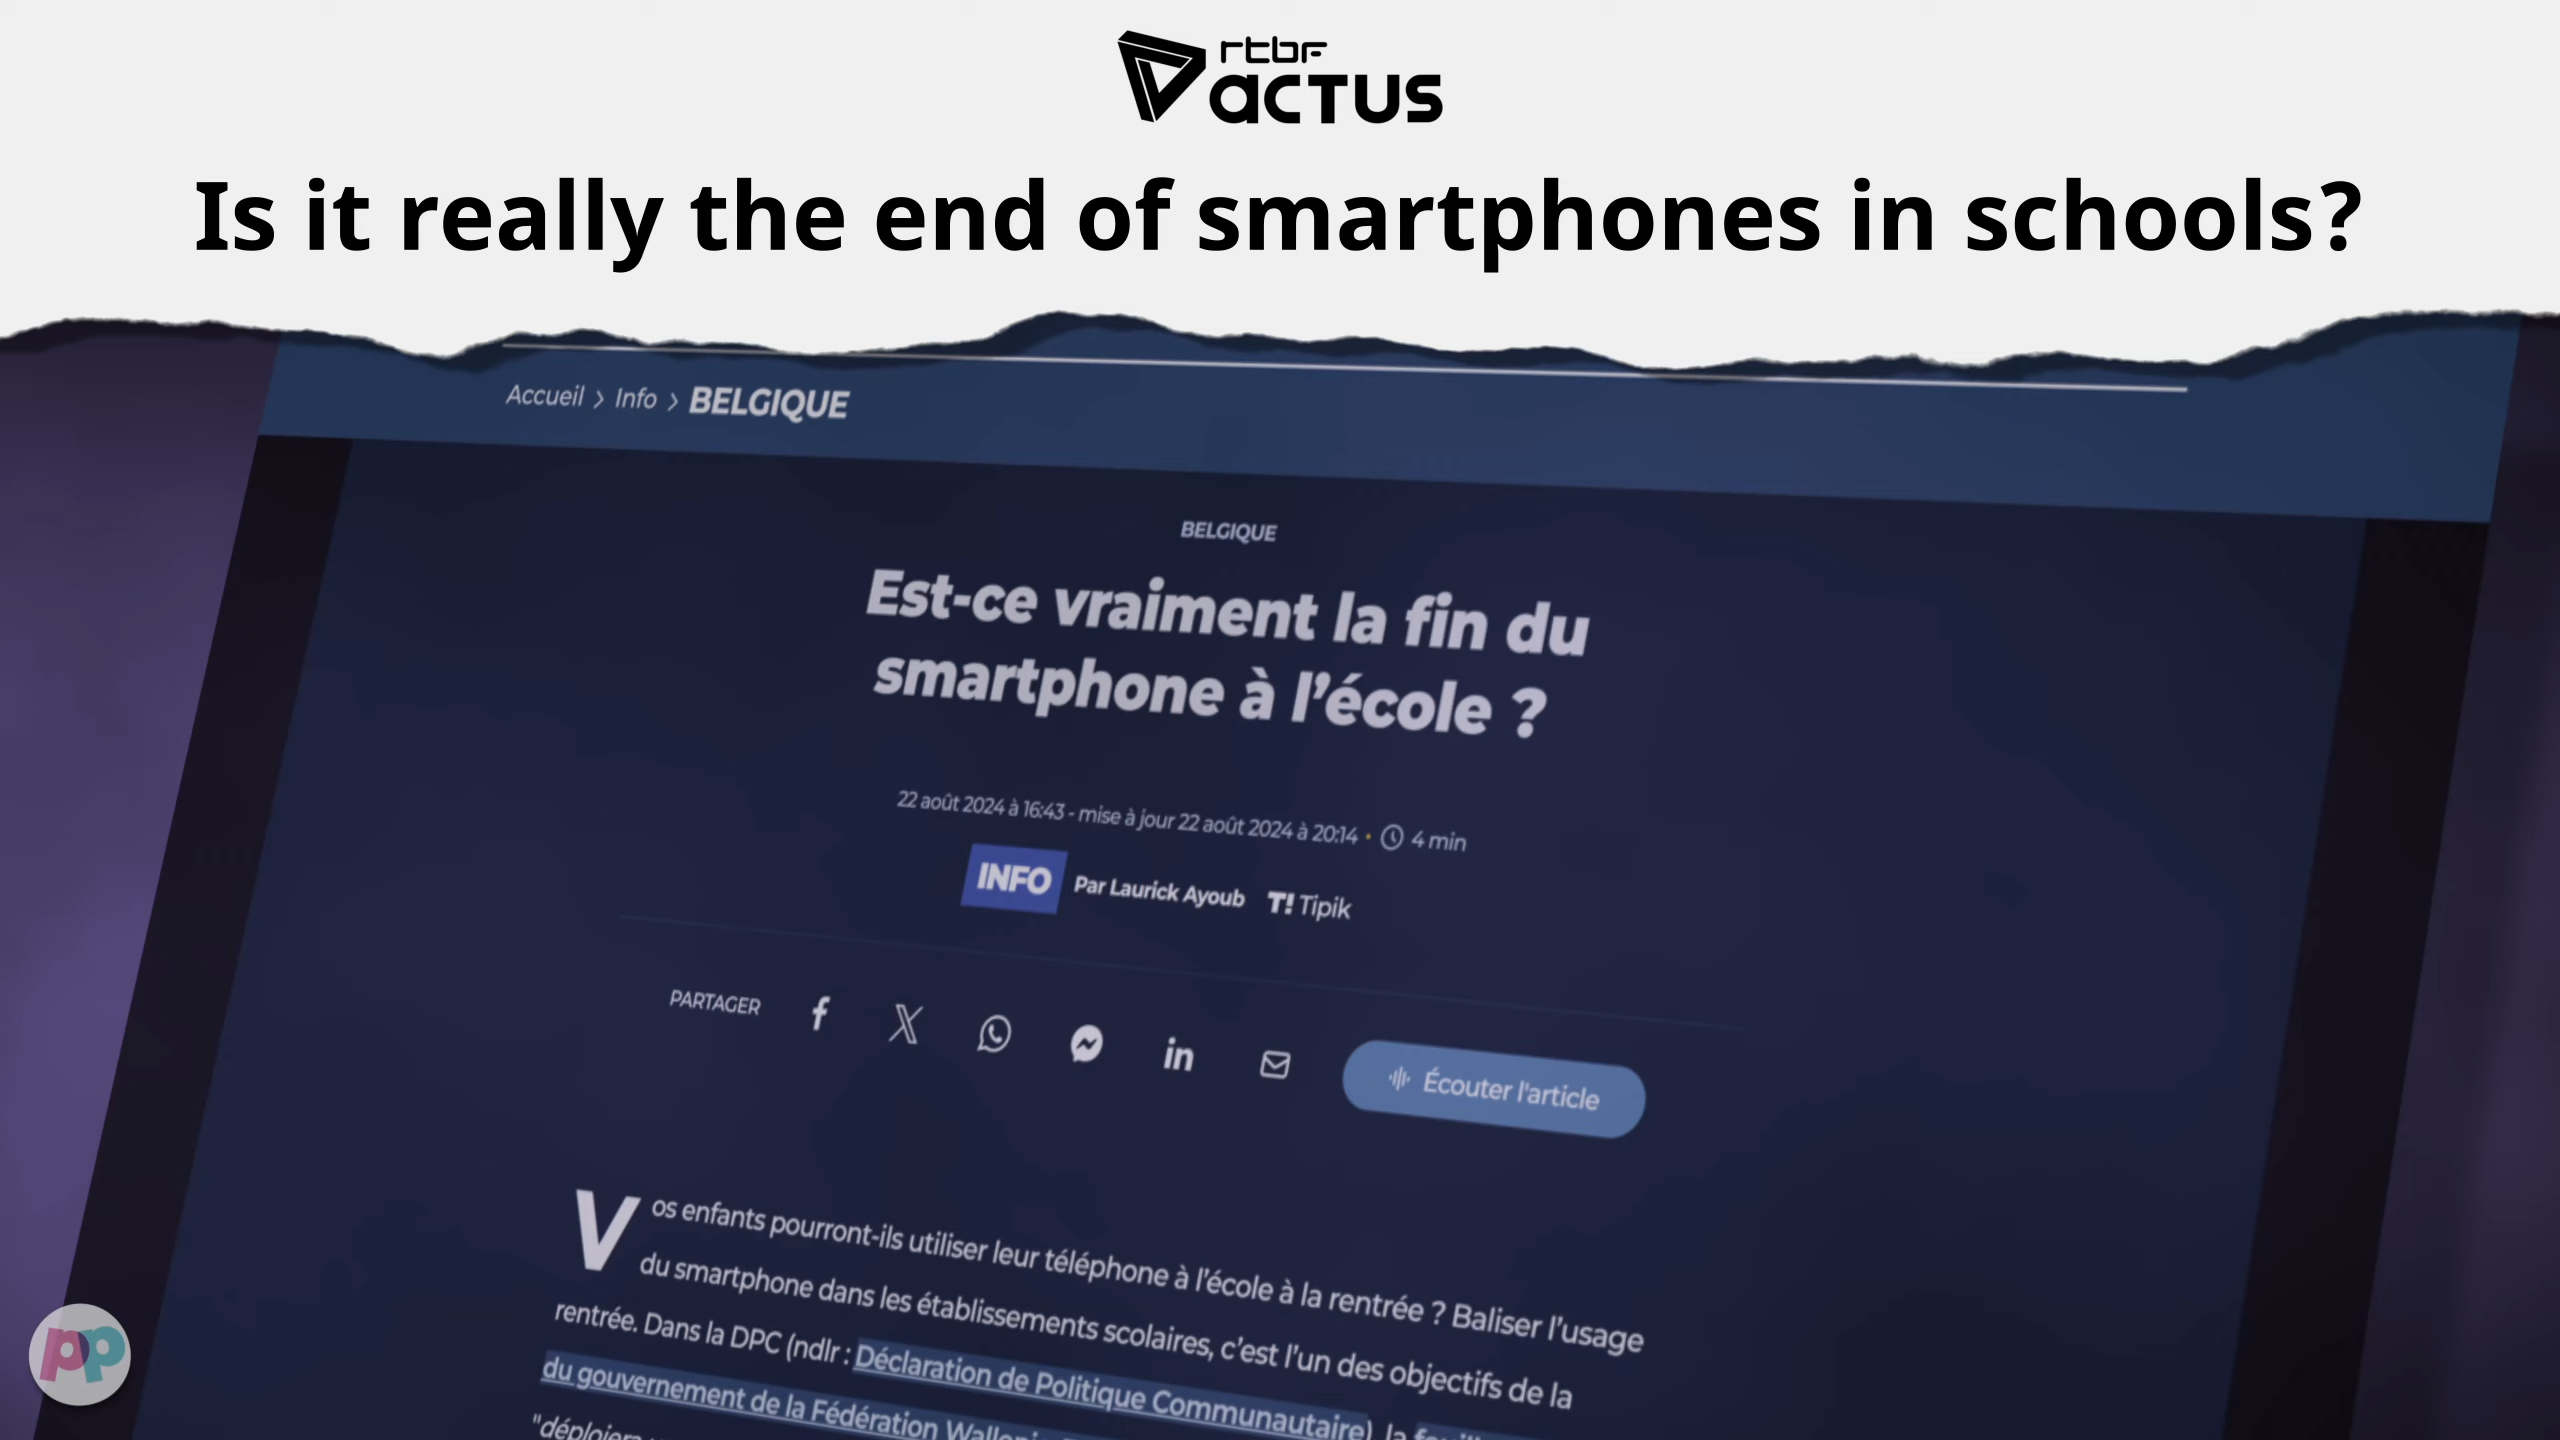 rtbf
actus
Is it really the end of smartphones in schools?
Accueil > Info > BELGIQUE
BELGIQUE
Est-ce vraiment la fin du
smartphone à l’école ?
22 août 2024 à 16:43 - mise à jour 22 août 2024 à 20:14 • 4 min
INFO Par Laurick Ayoub T! Tipik
PARTAGER
Écouter l'article
Vos enfants pourront-ils utiliser leur téléphone à l’école à la rentrée ? Baliser l’usage
du smartphone dans les établissements scolaires, c’est l’un des objectifs de la
rentrée. Dans la DPC (ndlr : Déclaration de Politique Communautaire), la
du gouvernement de la Fédération
pp